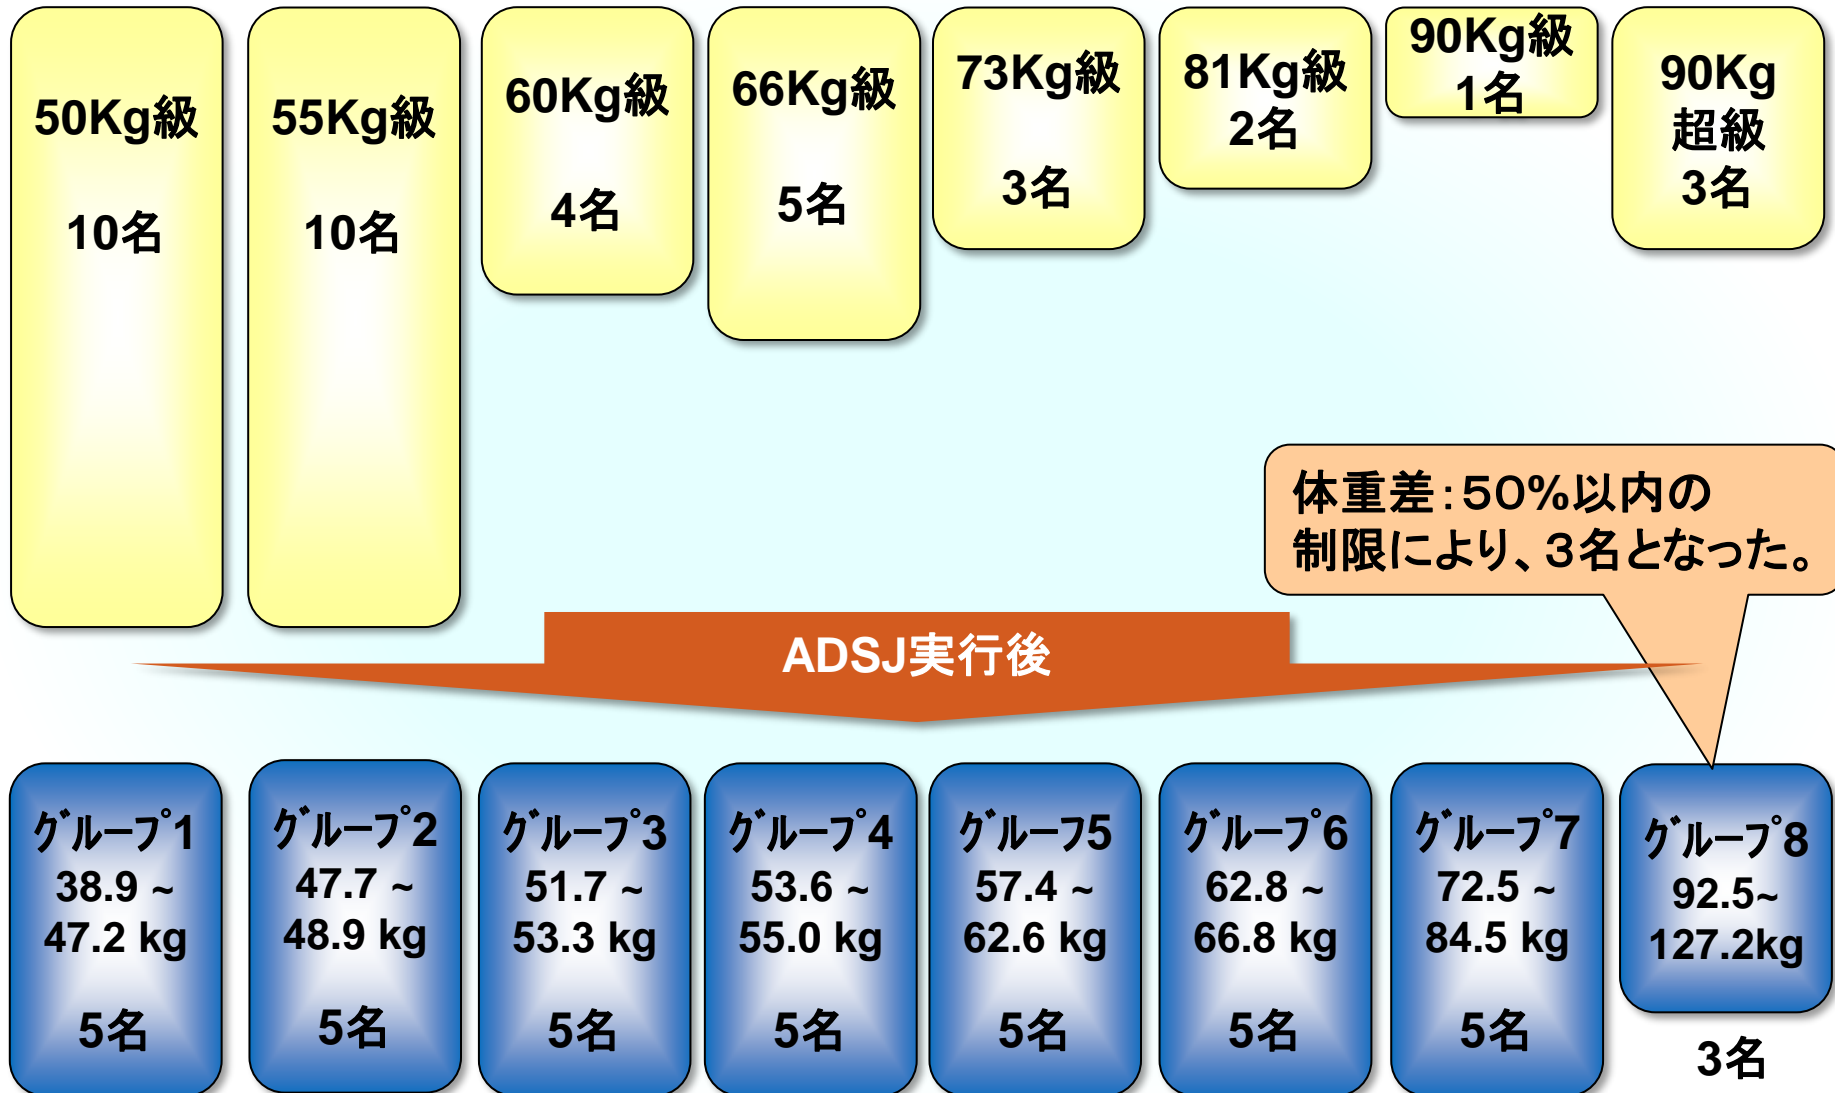 50Kg級
10名
55Kg級
10名
60Kg級
4名
66Kg級
5名
73Kg級
3名
81Kg級
2名
90Kg級
1名
90Kg
超級
3名
体重差：５０％以内の
制限により、３名となった。
ADSJ実行後
ｸﾞﾙｰﾌﾟ1
38.9 ~
47.2 kg
5名
ｸﾞﾙｰﾌﾟ2
47.7 ~
48.9 kg
5名
ｸﾞﾙｰﾌﾟ3
51.7 ~
53.3 kg
5名
ｸﾞﾙｰﾌﾟ4
53.6 ~
55.0 kg
5名
ｸﾞﾙｰﾌ5
57.4 ~
62.6 kg
5名
ｸﾞﾙｰﾌﾟ6
62.8 ~
66.8 kg
5名
ｸﾞﾙｰﾌﾟ7
72.5 ~
84.5 kg
5名
ｸﾞﾙｰﾌﾟ8
92.5~
127.2kg
3名